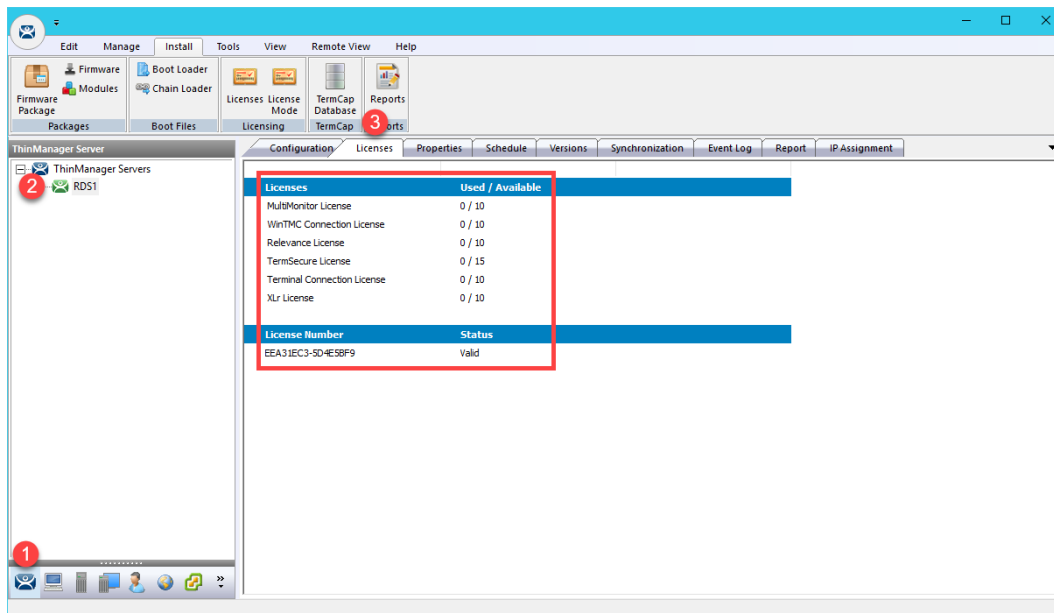 Edit Manage Install Tools View Remote View Help
Firmware Boot Loader
Modules Chain Loader
Firmware Package Licenses License Mode TermCap Database Reports
Packages Boot Files Licensing TermCap 3 orts
ThinManager Server Configuration Licenses Properties Schedule Versions Synchronization Event Log Report IP Assignment
ThinManager Servers
2 RDS1
Licenses Used / Available
MultiMonitor License 0 / 10
WinTMC Connection License 0 / 10
Relevance License 0 / 10
TermSecure License 0 / 15
Terminal Connection License 0 / 10
XLr License 0 / 10
License Number Status
EEA31EC3-5D4E5BF9 Valid
1